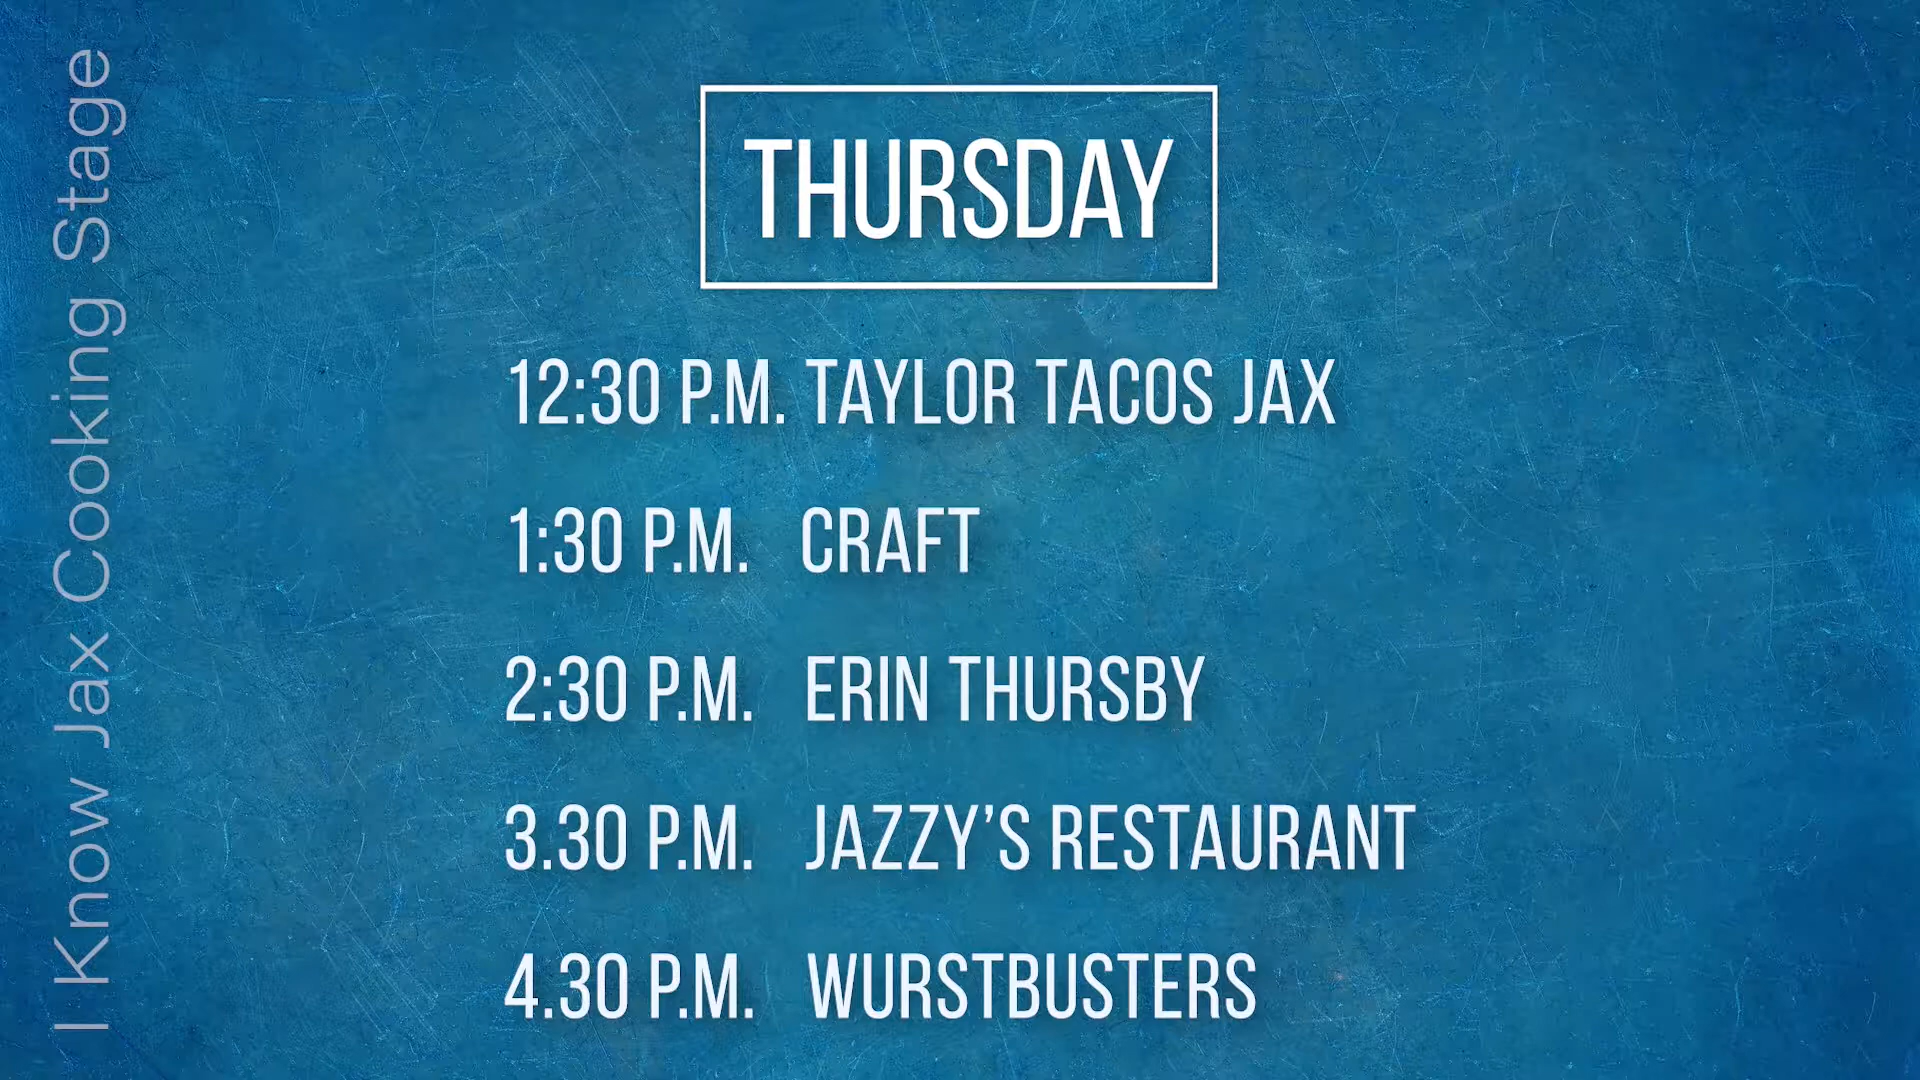 I Know Jax Cooking Stage
THURSDAY
12:30 P.M. TAYLOR TACOS JAX
1:30 P.M. CRAFT
2:30 P.M. ERIN THURSBY
3.30 P.M. JAZZY’S RESTAURANT
4.30 P.M. WURSTBUSTERS